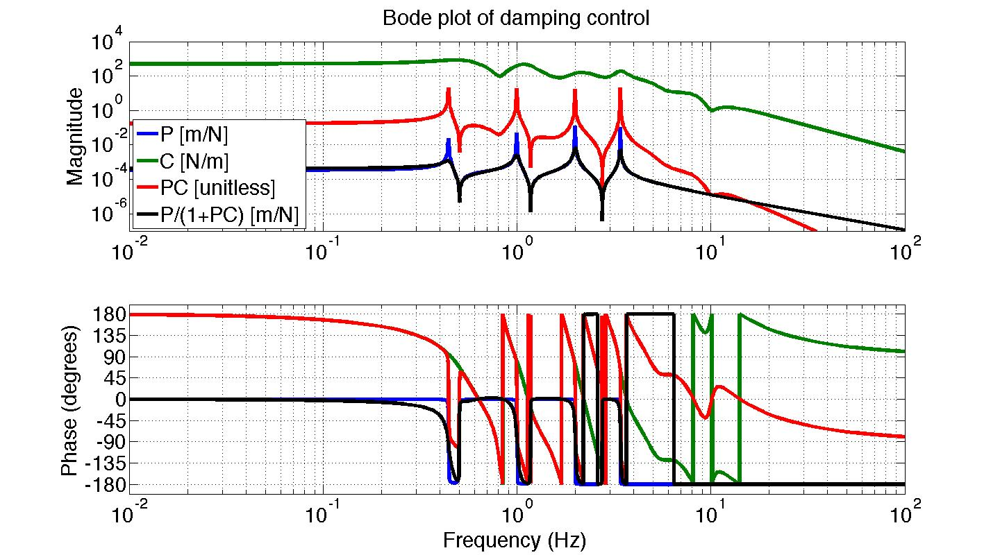 Bode plot of damping control
Magnitude
10^4
10^2
10^0
10^-2
10^-4
10^-6
P [m/N]
C [N/m]
PC [unitless]
P/(1+PC) [m/N]
10^-2 10^-1 10^0 10^1 10^2
Phase (degrees)
180
135
90
45
0
-45
-90
-135
-180
10^-2 10^-1 10^0 10^1 10^2
Frequency (Hz)